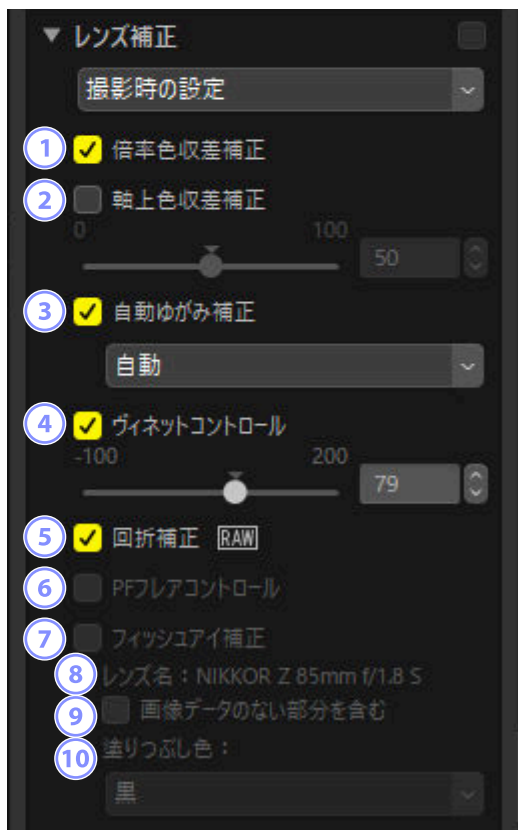 レンズ補正
撮影時の設定
1 倍率色収差補正
2 軸上色収差補正
0 100
50
3 自動ゆがみ補正
自動
4 ヴィネットコントロール
-100 200
79
5 回折補正 RAW
6 PFフレアコントロール
7 フィッシュアイ補正
8 レンズ名：NIKKOR Z 85mm f/1.8 S
9 画像データのない部分を含む
10 塗りつぶし色：
黒